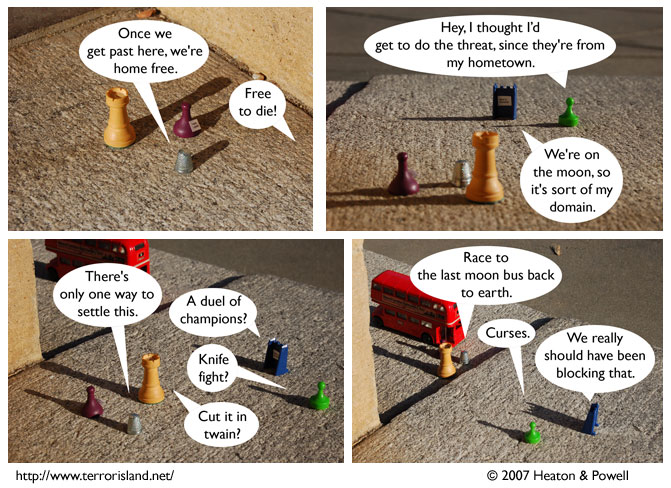 Once we
get past here, we're
home free.
Free
to die!
Hey, I thought I'd
get to do the threat, since they're from
my hometown.
We're on
the moon, so
it's sort of my
domain.
There's
only one way to
settle this.
A duel of
champions?
Knife
fight?
Cut it in
twain?
Race to
the last moon bus back
to earth.
Curses.
We really
should have been
blocking that.
http://www.terrorisland.net/
© 2007 Heaton & Powell